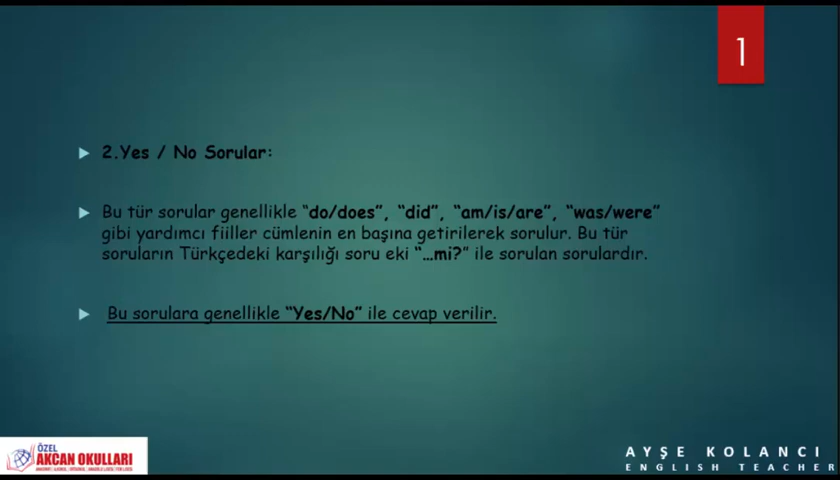 1
2.Yes / No Sorular:
Bu tür sorular genellikle “do/does”, “did”, “am/is/are”, “was/were”
gibi yardımcı fiiller cümlenin en başına getirilerek sorulur. Bu tür
soruların Türkçedeki karşılığı soru eki “…mi?” ile sorulan sorulardır.
Bu sorulara genellikle “Yes/No” ile cevap verilir.
ÖZEL
AKCAN OKULLARI
AYŞE KOLANCI
ENGLISH TEACHER